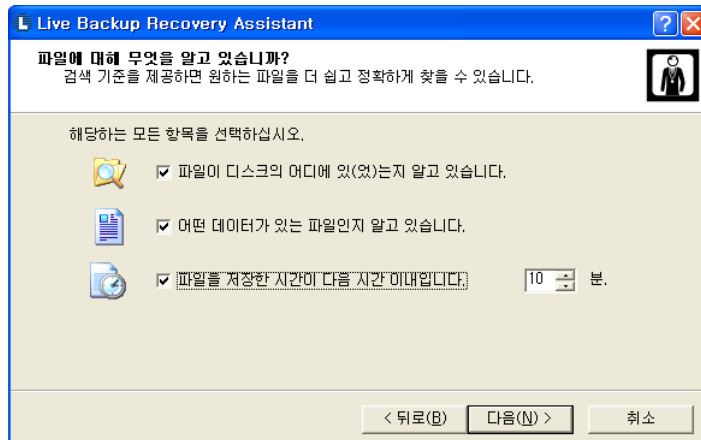 Live Backup Recovery Assistant
파일에 대해 무엇을 알고 있습니까?
검색 기준을 제공하면 원하는 파일을 더 쉽고 정확하게 찾을 수 있습니다.
해당하는 모든 항목을 선택하십시오.
파일이 디스크의 어디에 있(었)는지 알고 있습니다.
어떤 데이터가 있는 파일인지 알고 있습니다.
파일을 저장한 시간이 다음 시간 이내입니다. 10 분.
< 뒤로(B) 다음(N) > 취소